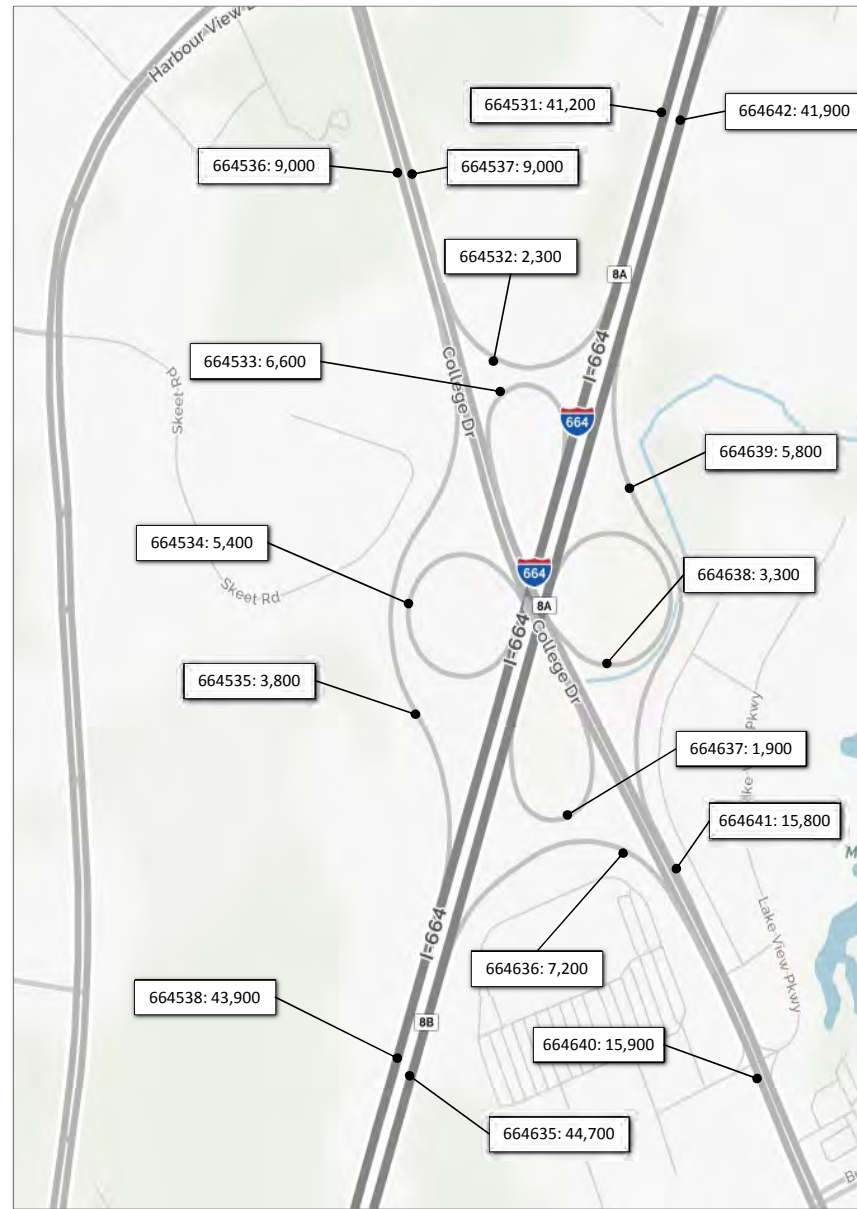 Harbour View
664531: 41,200
664642: 41,900
664536: 9,000
664537: 9,000
664532: 2,300
8A
664533: 6,600
College Dr
I-664
Skeet Rd
664
664639: 5,800
664534: 5,400
664
664638: 3,300
Skeet Rd
8A
I-664
College Dr
664535: 3,800
Pkwy
664637: 1,900
664641: 15,800
M
I-664
Lake View Pkwy
664636: 7,200
664538: 43,900
8B
664640: 15,900
664635: 44,700